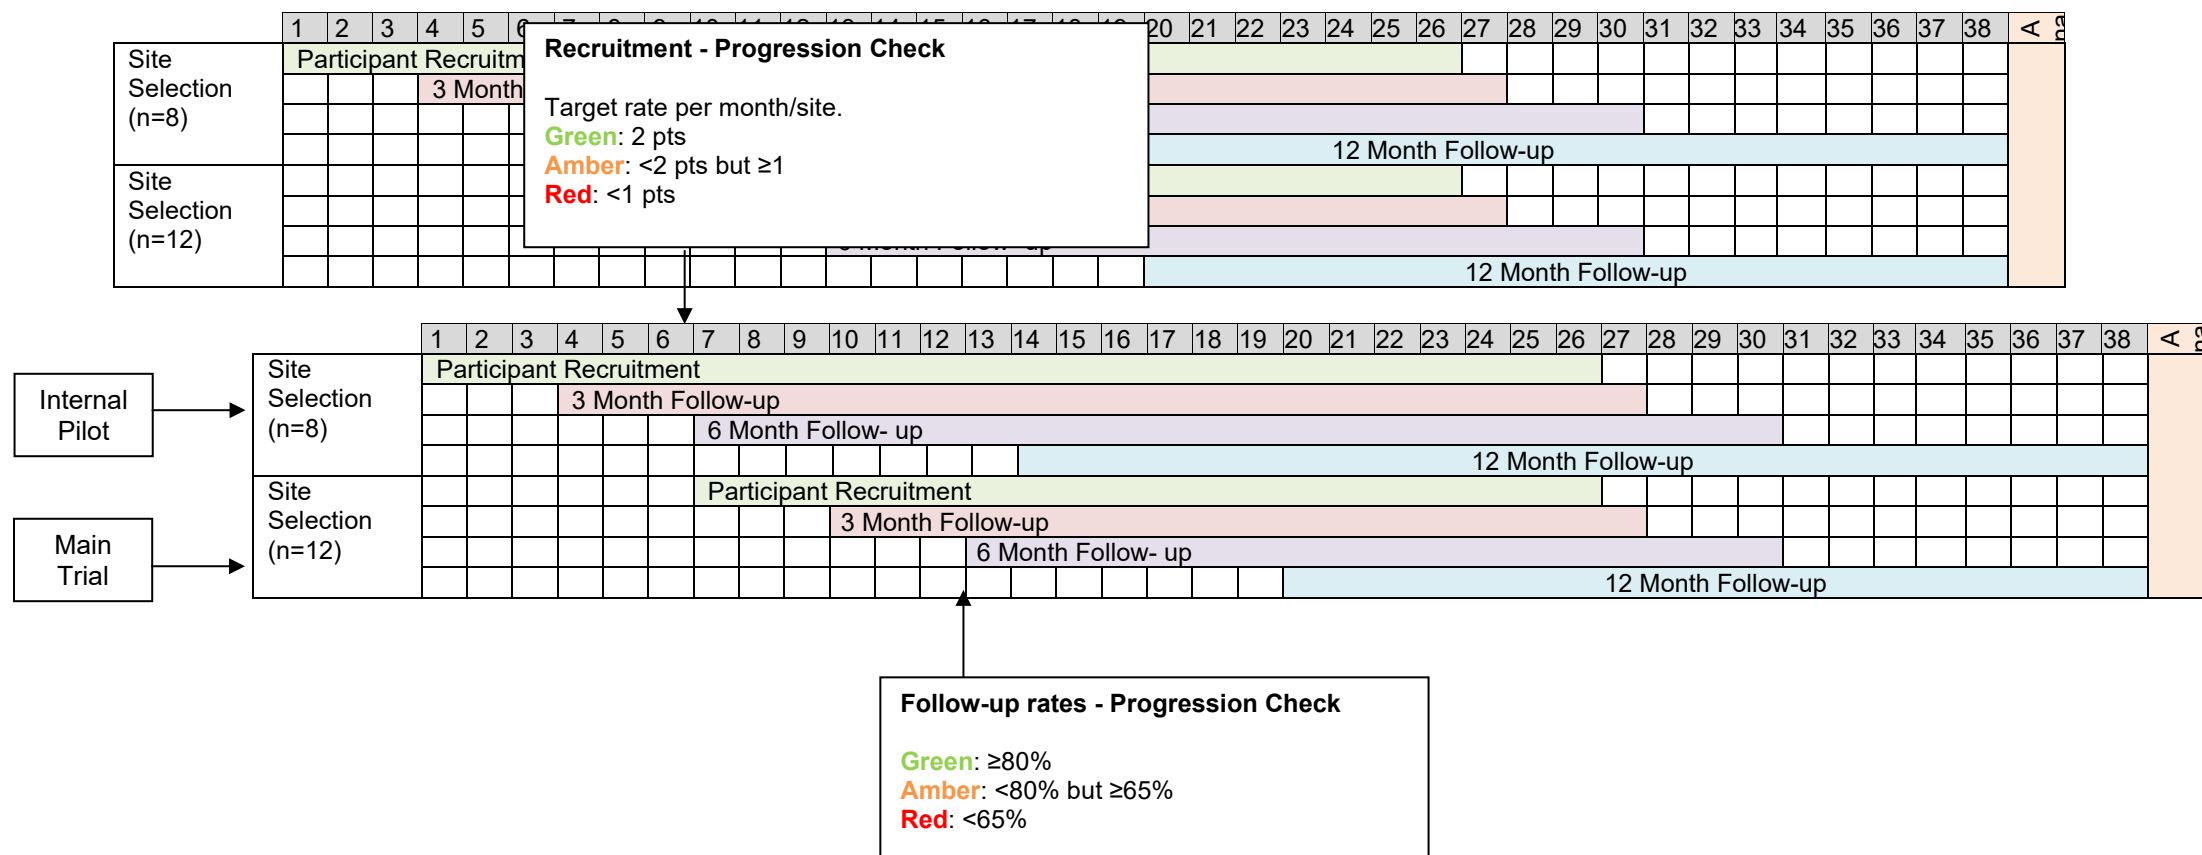 1 2 3 4 5 20 21 22 23 24 25 26 27 28 29 30 31 32 33 34 35 36 37 38 A
Recruitment - Progression Check
Target rate per month/site.
Green: 2 pts
Amber: <2 pts but ≥1
Red: <1 pts
Site
Selection
(n=8)
Participant Recruitm
3 Month
12 Month Follow-up
Site
Selection
(n=12)
12 Month Follow-up
1 2 3 4 5 6 7 8 9 10 11 12 13 14 15 16 17 18 19 20 21 22 23 24 25 26 27 28 29 30 31 32 33 34 35 36 37 38 A
Internal
Pilot
Site
Selection
(n=8)
Participant Recruitment
3 Month Follow-up
6 Month Follow- up
12 Month Follow-up
Main
Trial
Site
Selection
(n=12)
Participant Recruitment
3 Month Follow-up
6 Month Follow- up
12 Month Follow-up
Follow-up rates - Progression Check
Green: ≥80%
Amber: <80% but ≥65%
Red: <65%